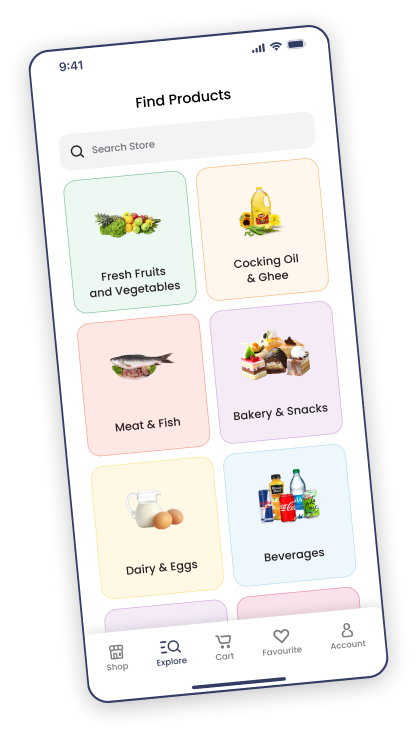 9:41
Find Products
Search Store
Fresh Fruits
and Vegetables
Cocking Oil
& Ghee
Meat & Fish
Bakery & Snacks
Dairy & Eggs
Beverages
Shop
Explore
Cart
Favourite
Account